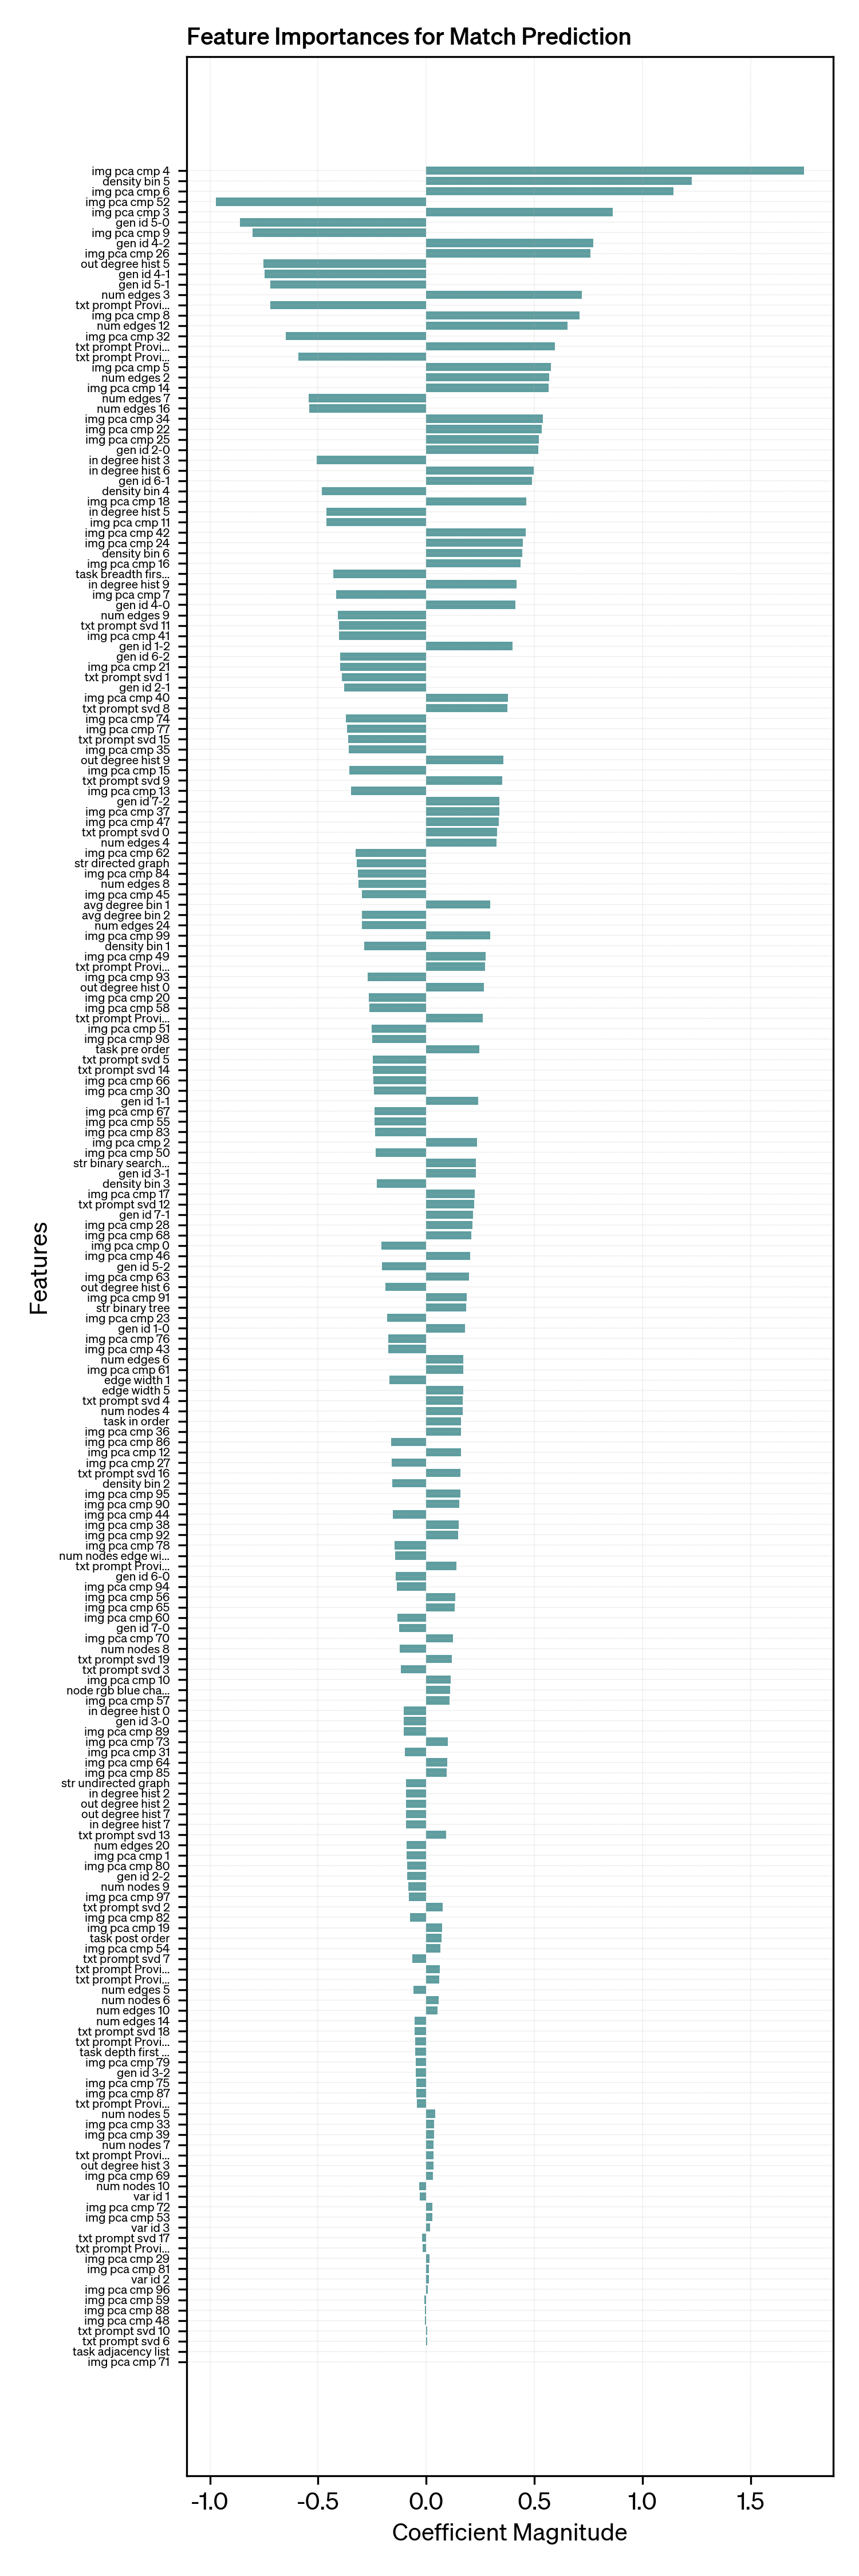 Feature Importances for Match Prediction
img pca cmp 4
density bin 5
img pca cmp 6
img pca cmp 52
img pca cmp 3
gen id 5-0
img pca cmp 9
gen id 4-2
img pca cmp 26
out degree hist 5
gen id 4-1
gen id 5-1
num edges 3
txt prompt Provi...
img pca cmp 8
num edges 12
img pca cmp 32
txt prompt Provi...
txt prompt Provi...
img pca cmp 5
num edges 2
img pca cmp 14
num edges 7
num edges 16
img pca cmp 34
img pca cmp 22
img pca cmp 25
gen id 2-0
in degree hist 3
in degree hist 6
gen id 6-1
density bin 4
img pca cmp 18
in degree hist 5
img pca cmp 11
img pca cmp 42
img pca cmp 24
density bin 6
img pca cmp 16
task breadth firs...
in degree hist 9
img pca cmp 7
gen id 4-0
num edges 9
txt prompt svd 11
img pca cmp 41
gen id 1-2
gen id 6-2
img pca cmp 21
txt prompt svd 1
gen id 2-1
img pca cmp 40
txt prompt svd 8
img pca cmp 74
img pca cmp 77
txt prompt svd 15
img pca cmp 35
out degree hist 9
img pca cmp 15
txt prompt svd 9
img pca cmp 13
gen id 7-2
img pca cmp 37
img pca cmp 47
txt prompt svd 0
num edges 4
img pca cmp 62
str directed graph
img pca cmp 84
num edges 8
img pca cmp 45
avg degree bin 1
avg degree bin 2
num edges 24
img pca cmp 99
density bin 1
img pca cmp 49
txt prompt Provi...
img pca cmp 93
out degree hist 0
img pca cmp 20
img pca cmp 58
txt prompt Provi...
img pca cmp 51
img pca cmp 98
task pre order
txt prompt svd 5
txt prompt svd 14
img pca cmp 66
img pca cmp 30
gen id 1-1
img pca cmp 67
img pca cmp 55
img pca cmp 83
img pca cmp 2
img pca cmp 50
str binary search...
gen id 3-1
density bin 3
img pca cmp 17
txt prompt svd 12
gen id 7-1
img pca cmp 28
img pca cmp 68
img pca cmp 0
img pca cmp 46
gen id 5-2
img pca cmp 63
out degree hist 6
img pca cmp 91
str binary tree
img pca cmp 23
gen id 1-0
img pca cmp 76
img pca cmp 43
num edges 6
img pca cmp 61
edge width 1
edge width 5
txt prompt svd 4
num nodes 4
task in order
img pca cmp 36
img pca cmp 86
img pca cmp 12
img pca cmp 27
txt prompt svd 16
density bin 2
img pca cmp 95
img pca cmp 90
img pca cmp 44
img pca cmp 38
img pca cmp 92
img pca cmp 78
num nodes edge wi...
txt prompt Provi...
gen id 6-0
img pca cmp 94
img pca cmp 56
img pca cmp 65
img pca cmp 60
gen id 7-0
img pca cmp 70
num nodes 8
txt prompt svd 19
txt prompt svd 3
img pca cmp 10
node rgb blue cha...
img pca cmp 57
in degree hist 0
gen id 3-0
img pca cmp 89
img pca cmp 73
img pca cmp 31
img pca cmp 64
img pca cmp 85
str undirected graph
in degree hist 2
out degree hist 2
out degree hist 7
in degree hist 7
txt prompt svd 13
num edges 20
img pca cmp 1
img pca cmp 80
gen id 2-2
num nodes 9
img pca cmp 97
txt prompt svd 2
img pca cmp 82
img pca cmp 19
task post order
img pca cmp 54
txt prompt svd 7
txt prompt Provi...
txt prompt Provi...
num edges 5
num nodes 6
num edges 10
num edges 14
txt prompt svd 18
txt prompt Provi...
task depth first ...
img pca cmp 79
gen id 3-2
img pca cmp 75
img pca cmp 87
txt prompt Provi...
num nodes 5
img pca cmp 33
img pca cmp 39
num nodes 7
txt prompt Provi...
out degree hist 3
img pca cmp 69
num nodes 10
var id 1
img pca cmp 72
img pca cmp 53
var id 3
txt prompt svd 17
txt prompt Provi...
img pca cmp 29
img pca cmp 81
var id 2
img pca cmp 96
img pca cmp 59
img pca cmp 88
img pca cmp 48
txt prompt svd 10
txt prompt svd 6
task adjacency list
img pca cmp 71
Features
-1.0 -0.5 0.0 0.5 1.0 1.5
Coefficient Magnitude